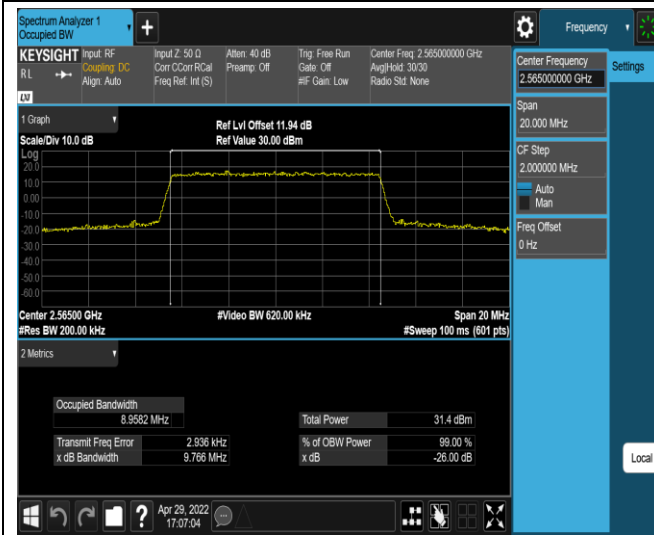 Spectrum Analyzer 1
Occupied BW
+
Frequency
KEYSIGHT
RL
LXI
Input: RF
Coupling: DC
Align: Auto
Input Z: 50 Ω
Corr CCorr RCal
Freq Ref: Int (S)
Atten: 40 dB
Preamp: Off
Trig: Free Run
Gate: Off
#IF Gain: Low
Center Freq: 2.565000000 GHz
Avg|Hold: 30/30
Radio Std: None
Center Frequency
2.565000000 GHz
Settings
Span
20.000 MHz
CF Step
2.000000 MHz
Auto
Man
Freq Offset
0 Hz
1 Graph
Scale/Div 10.0 dB
Ref Lvl Offset 11.94 dB
Ref Value 30.00 dBm
Log
20.0
10.0
0.00
-10.0
-20.0
-30.0
-40.0
-50.0
-60.0
Center 2.56500 GHz
#Res BW 200.00 kHz
#Video BW 620.00 kHz
Span 20 MHz
#Sweep 100 ms (601 pts)
2 Metrics
Occupied Bandwidth
8.9582 MHz
Total Power 31.4 dBm
Transmit Freq Error 2.936 kHz
% of OBW Power 99.00 %
x dB Bandwidth 9.766 MHz
x dB -26.00 dB
Local
?
Apr 29, 2022
17:07:04